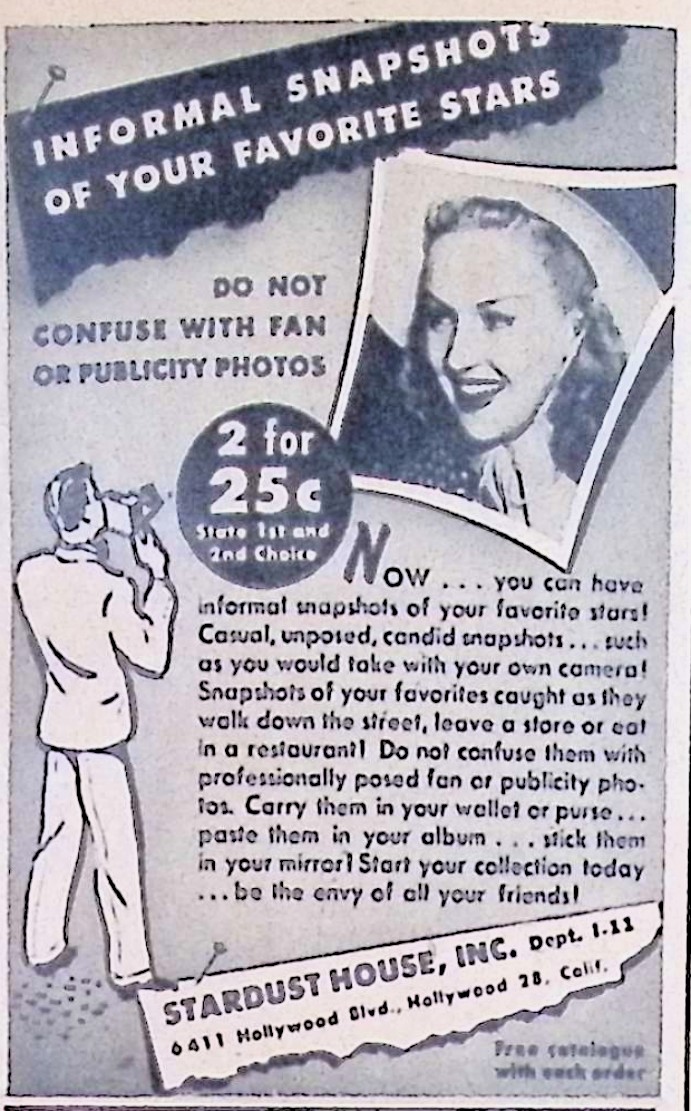 INFORMAL SNAPSHOTS
OF YOUR FAVORITE STARS
DO NOT
CONFUSE WITH FAN
OR PUBLICITY PHOTOS
2 for
25c
State 1st and
2nd Choice
NOW . . . you can have
informal snapshots of your favorite stars!
Casual, unposed, candid snapshots . . . such
as you would take with your own camera!
Snapshots of your favorites caught as they
walk down the street, leave a store or eat
in a restaurant! Do not confuse them with
professionally posed fan or publicity pho-
tos. Carry them in your wallet or purse . . .
paste them in your album . . . stick them
in your mirror! Start your collection today
. . . be the envy of all your friends!
STARDUST HOUSE, INC. Dept. I-11
6411 Hollywood Blvd., Hollywood 28, Calif.
Free catalogue
with each order